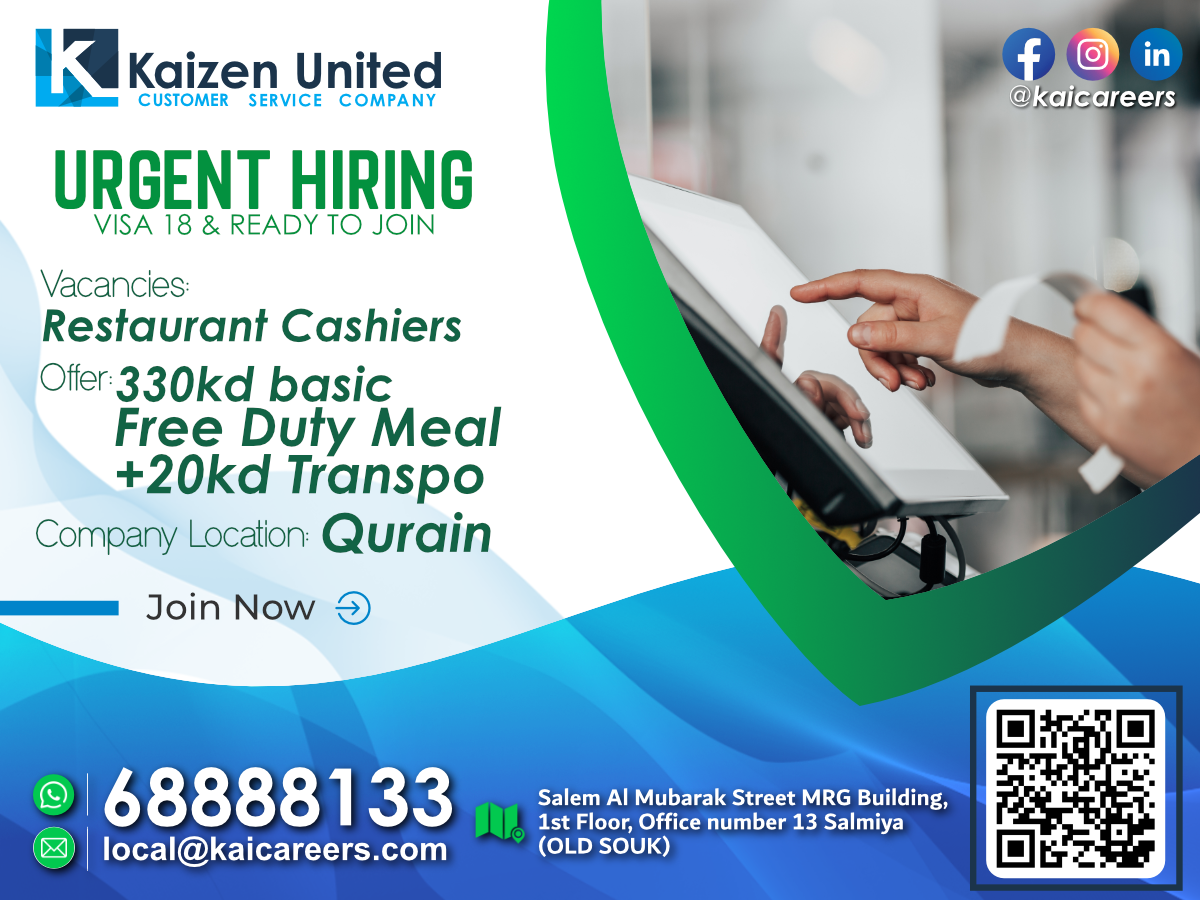 K Kaizen United
CUSTOMER SERVICE COMPANY
@kaicareers
URGENT HIRING
VISA 18 & READY TO JOIN
Vacancies:
Restaurant Cashiers
Offer: 330kd basic
Free Duty Meal
+20kd Transpo
Company Location: Qurain
Join Now
68888133
local@kaicareers.com
Salem Al Mubarak Street MRG Building,
1st Floor, Office number 13 Salmiya
(OLD SOUK)